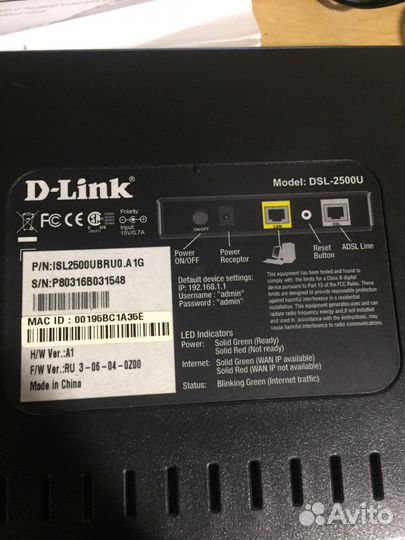 D-Link
Model: DSL-2500U
Polarity:
Input:
15V/0.7A
ON/OFF
LAN
Power
ON/OFF
Power
Receptor
Reset
Button
ADSL Line
P/N:ISL2500UBRU0.A1G
S/N:P80316B031548
MAC ID : 00195BC1A35E
H/W Ver.:A1
F/W Ver.:RU_3-06-04-0Z00
Made in China
Default device settings:
IP: 192.168.1.1
Username : "admin"
Password : "admin"
This equipment has been tested and found to
comply with the limits for a Class B digital
device,pursuant to Part 15 of the FCC Rules. These
limits are designed to provide reasonable protection
against harmful interference in a residential
installation. This equipment generates,uses and can
radiate radio frequency energy and,if not installed
and used in accordance with the instructions, may
cause harmful interference to radio communications.
LED Indicators
Power: Solid Green (Ready)
Solid Red (Not ready)
Internet: Solid Green (WAN IP available)
Solid Red (WAN IP not available)
Status: Blinking Green (Internet traffic)
Avito